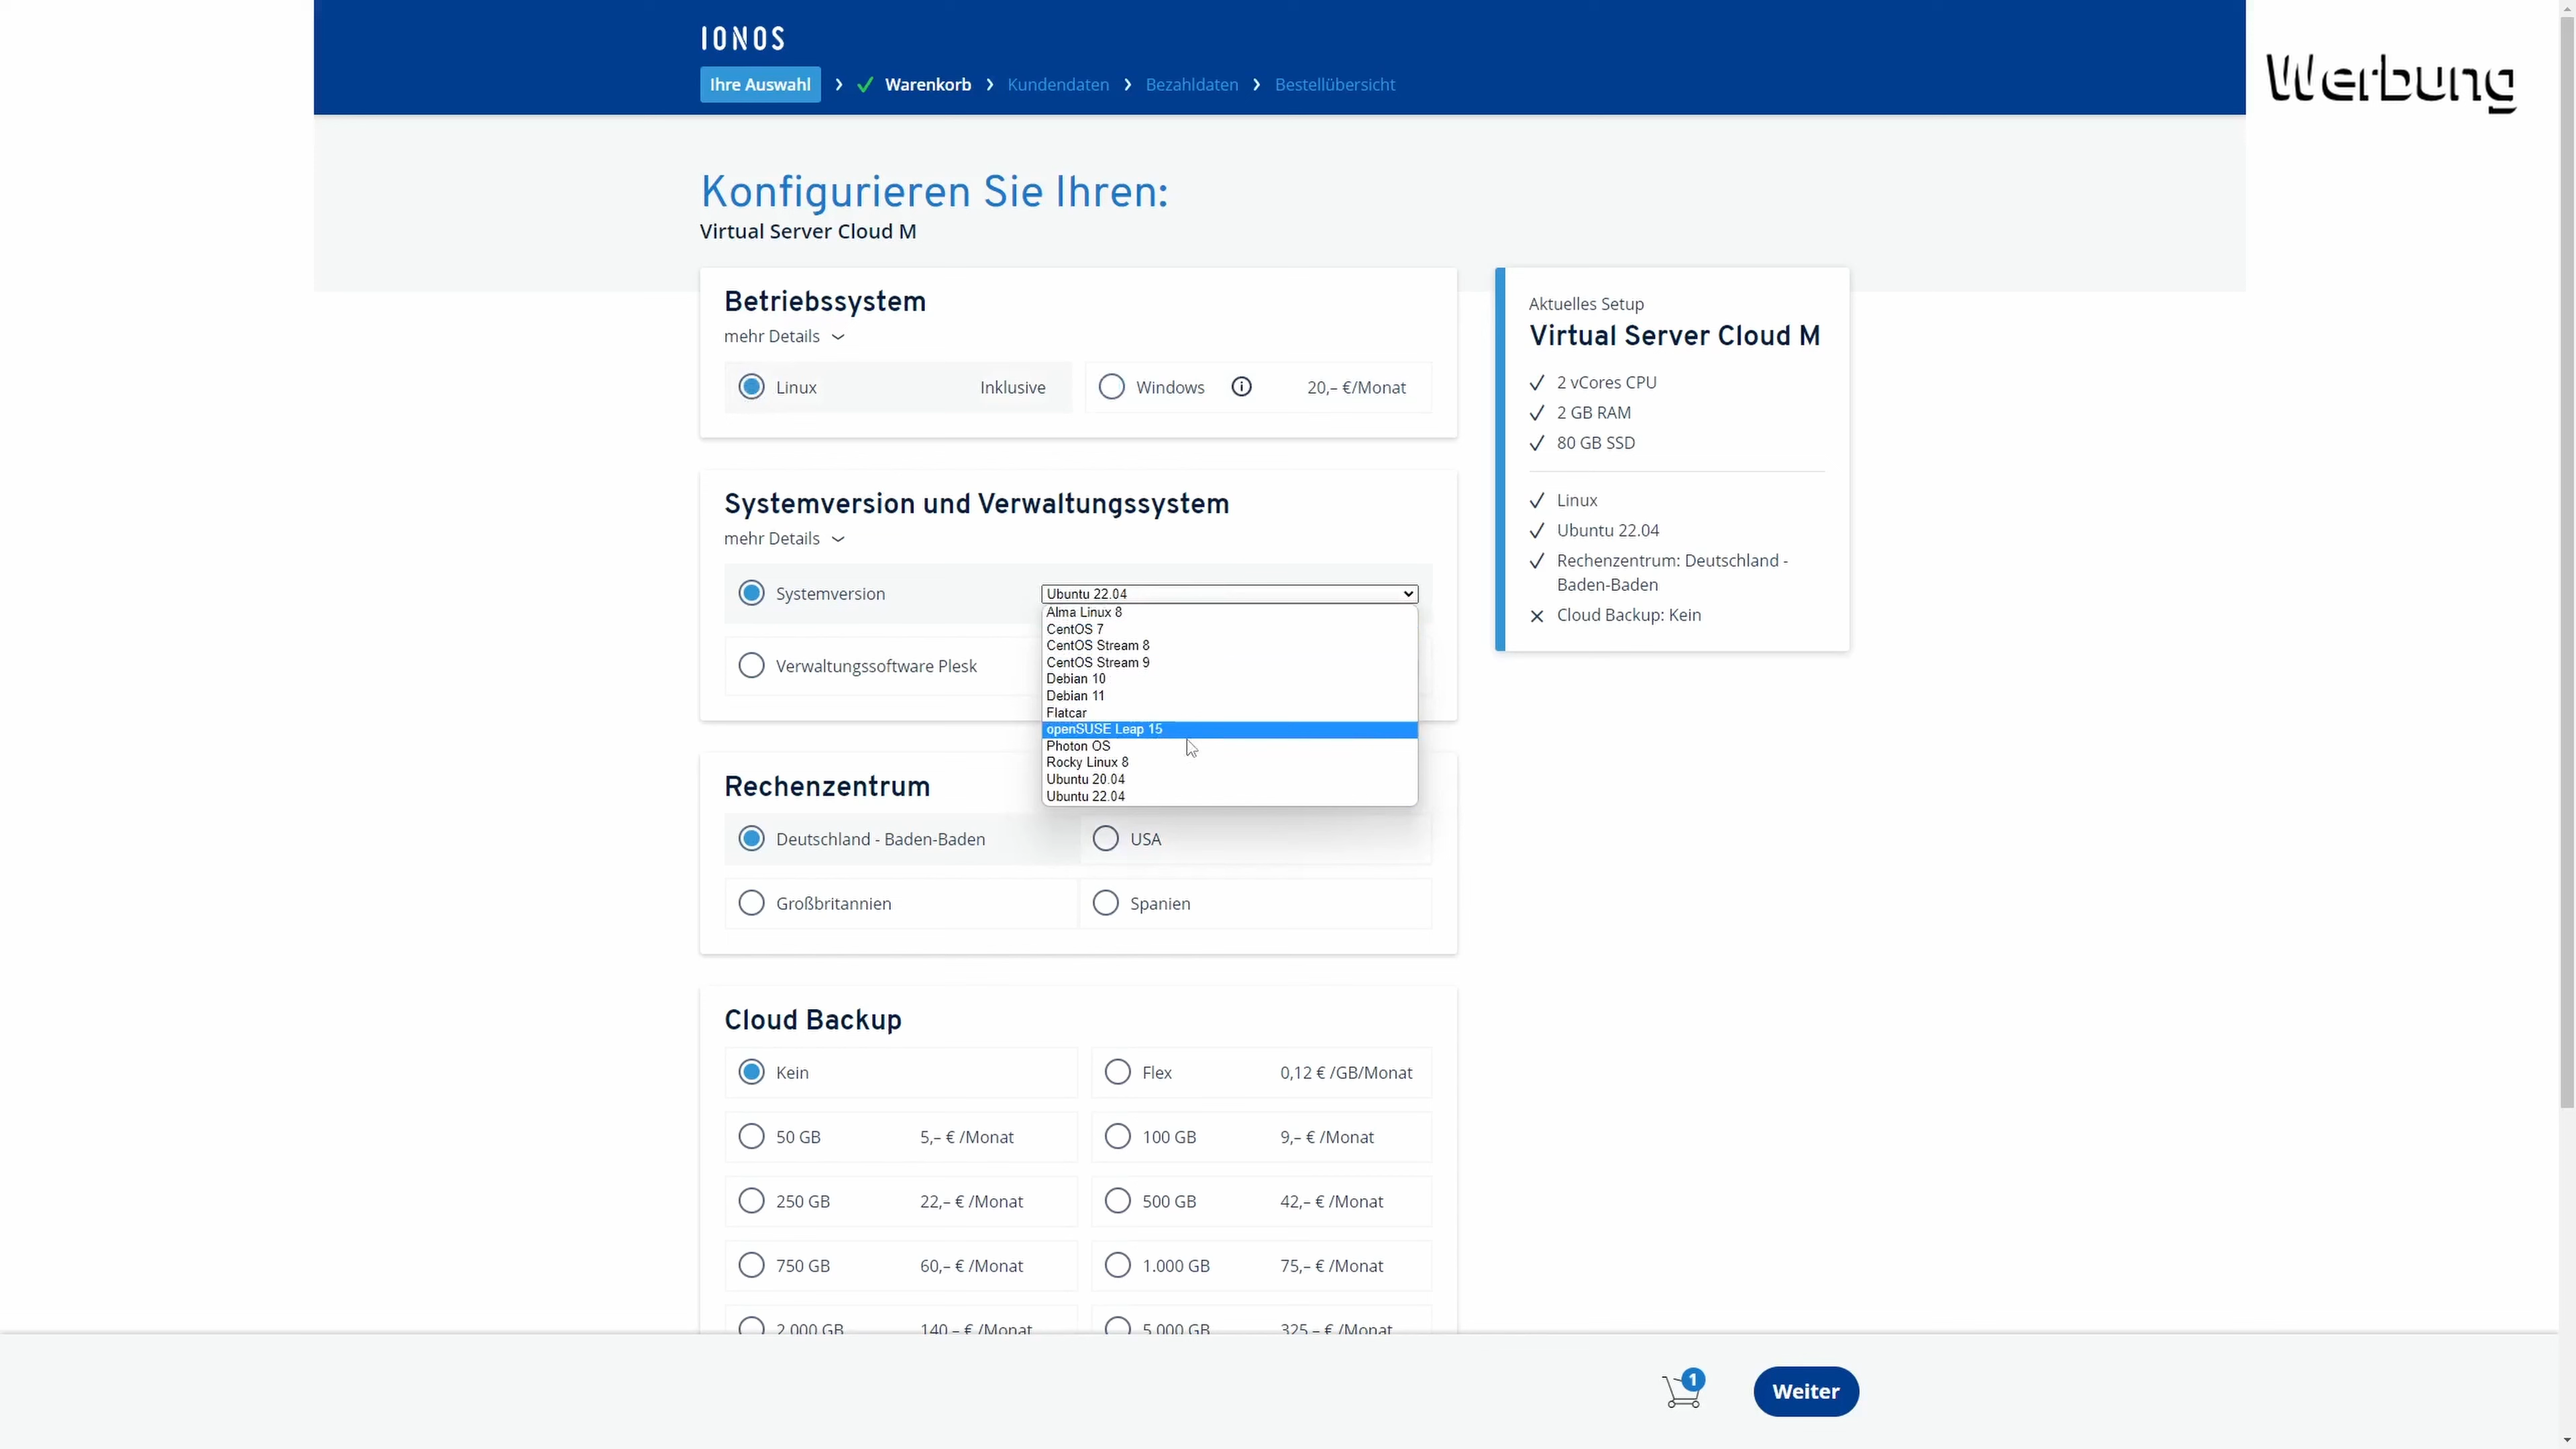 IONOS
Werbung
Ihre Auswahl
Warenkorb
Kundendaten
Bezahldaten
Bestellübersicht
Konfigurieren Sie Ihren:
Virtual Server Cloud M
Betriebssystem
mehr Details
Linux Inklusive
Windows 20,– €/Monat
Systemversion und Verwaltungssystem
mehr Details
Systemversion
Ubuntu 22.04
Alma Linux 8
CentOS 7
CentOS Stream 8
CentOS Stream 9
Debian 10
Debian 11
Flatcar
openSUSE Leap 15
Photon OS
Rocky Linux 8
Ubuntu 20.04
Ubuntu 22.04
Verwaltungssoftware Plesk
Rechenzentrum
Deutschland - Baden-Baden
USA
Großbritannien
Spanien
Cloud Backup
Kein
Flex 0,12 € /GB/Monat
50 GB 5,– € /Monat
100 GB 9,– € /Monat
250 GB 22,– € /Monat
500 GB 42,– € /Monat
750 GB 60,– € /Monat
1.000 GB 75,– € /Monat
2.000 GB 140,– € /Monat
5.000 GB 325,– € /Monat
Aktuelles Setup
Virtual Server Cloud M
2 vCores CPU
2 GB RAM
80 GB SSD
Linux
Ubuntu 22.04
Rechenzentrum: Deutschland -
Baden-Baden
Cloud Backup: Kein
1
Weiter